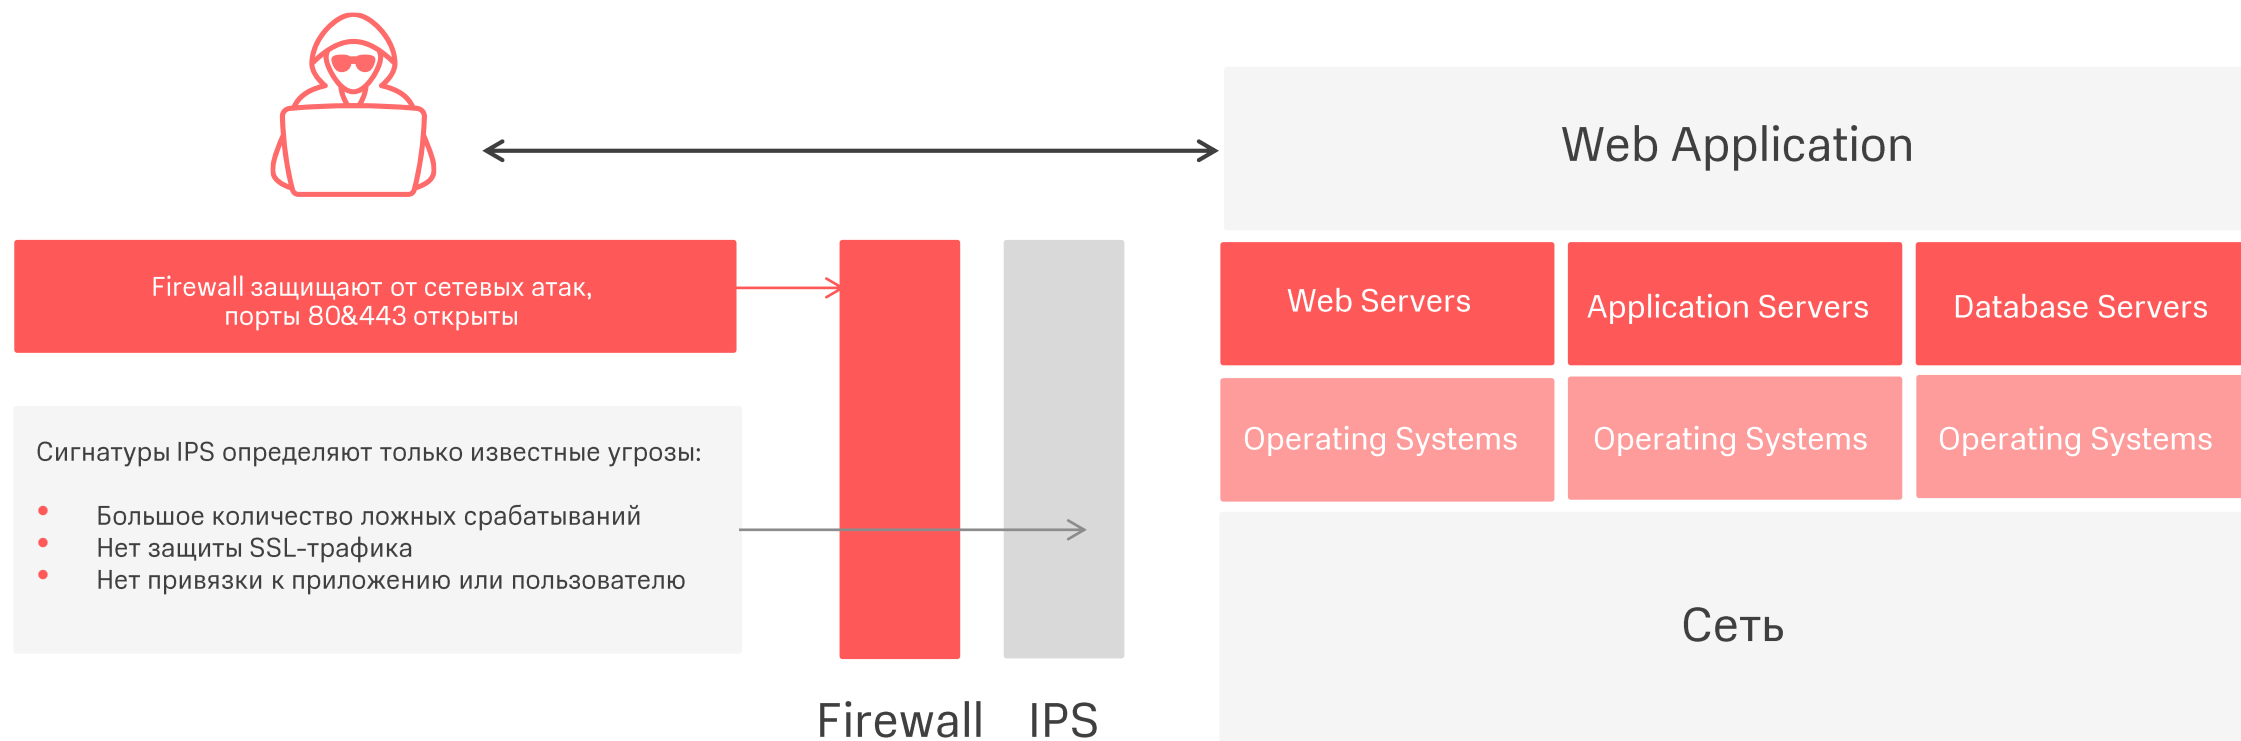 Web Application
Firewall защищают от сетевых атак,
порты 80&443 открыты
Web Servers
Application Servers
Database Servers
Сигнатуры IPS определяют только известные угрозы:
• Большое количество ложных срабатываний
• Нет защиты SSL-трафика
• Нет привязки к приложению или пользователю
Operating Systems
Operating Systems
Operating Systems
Сеть
Firewall
IPS